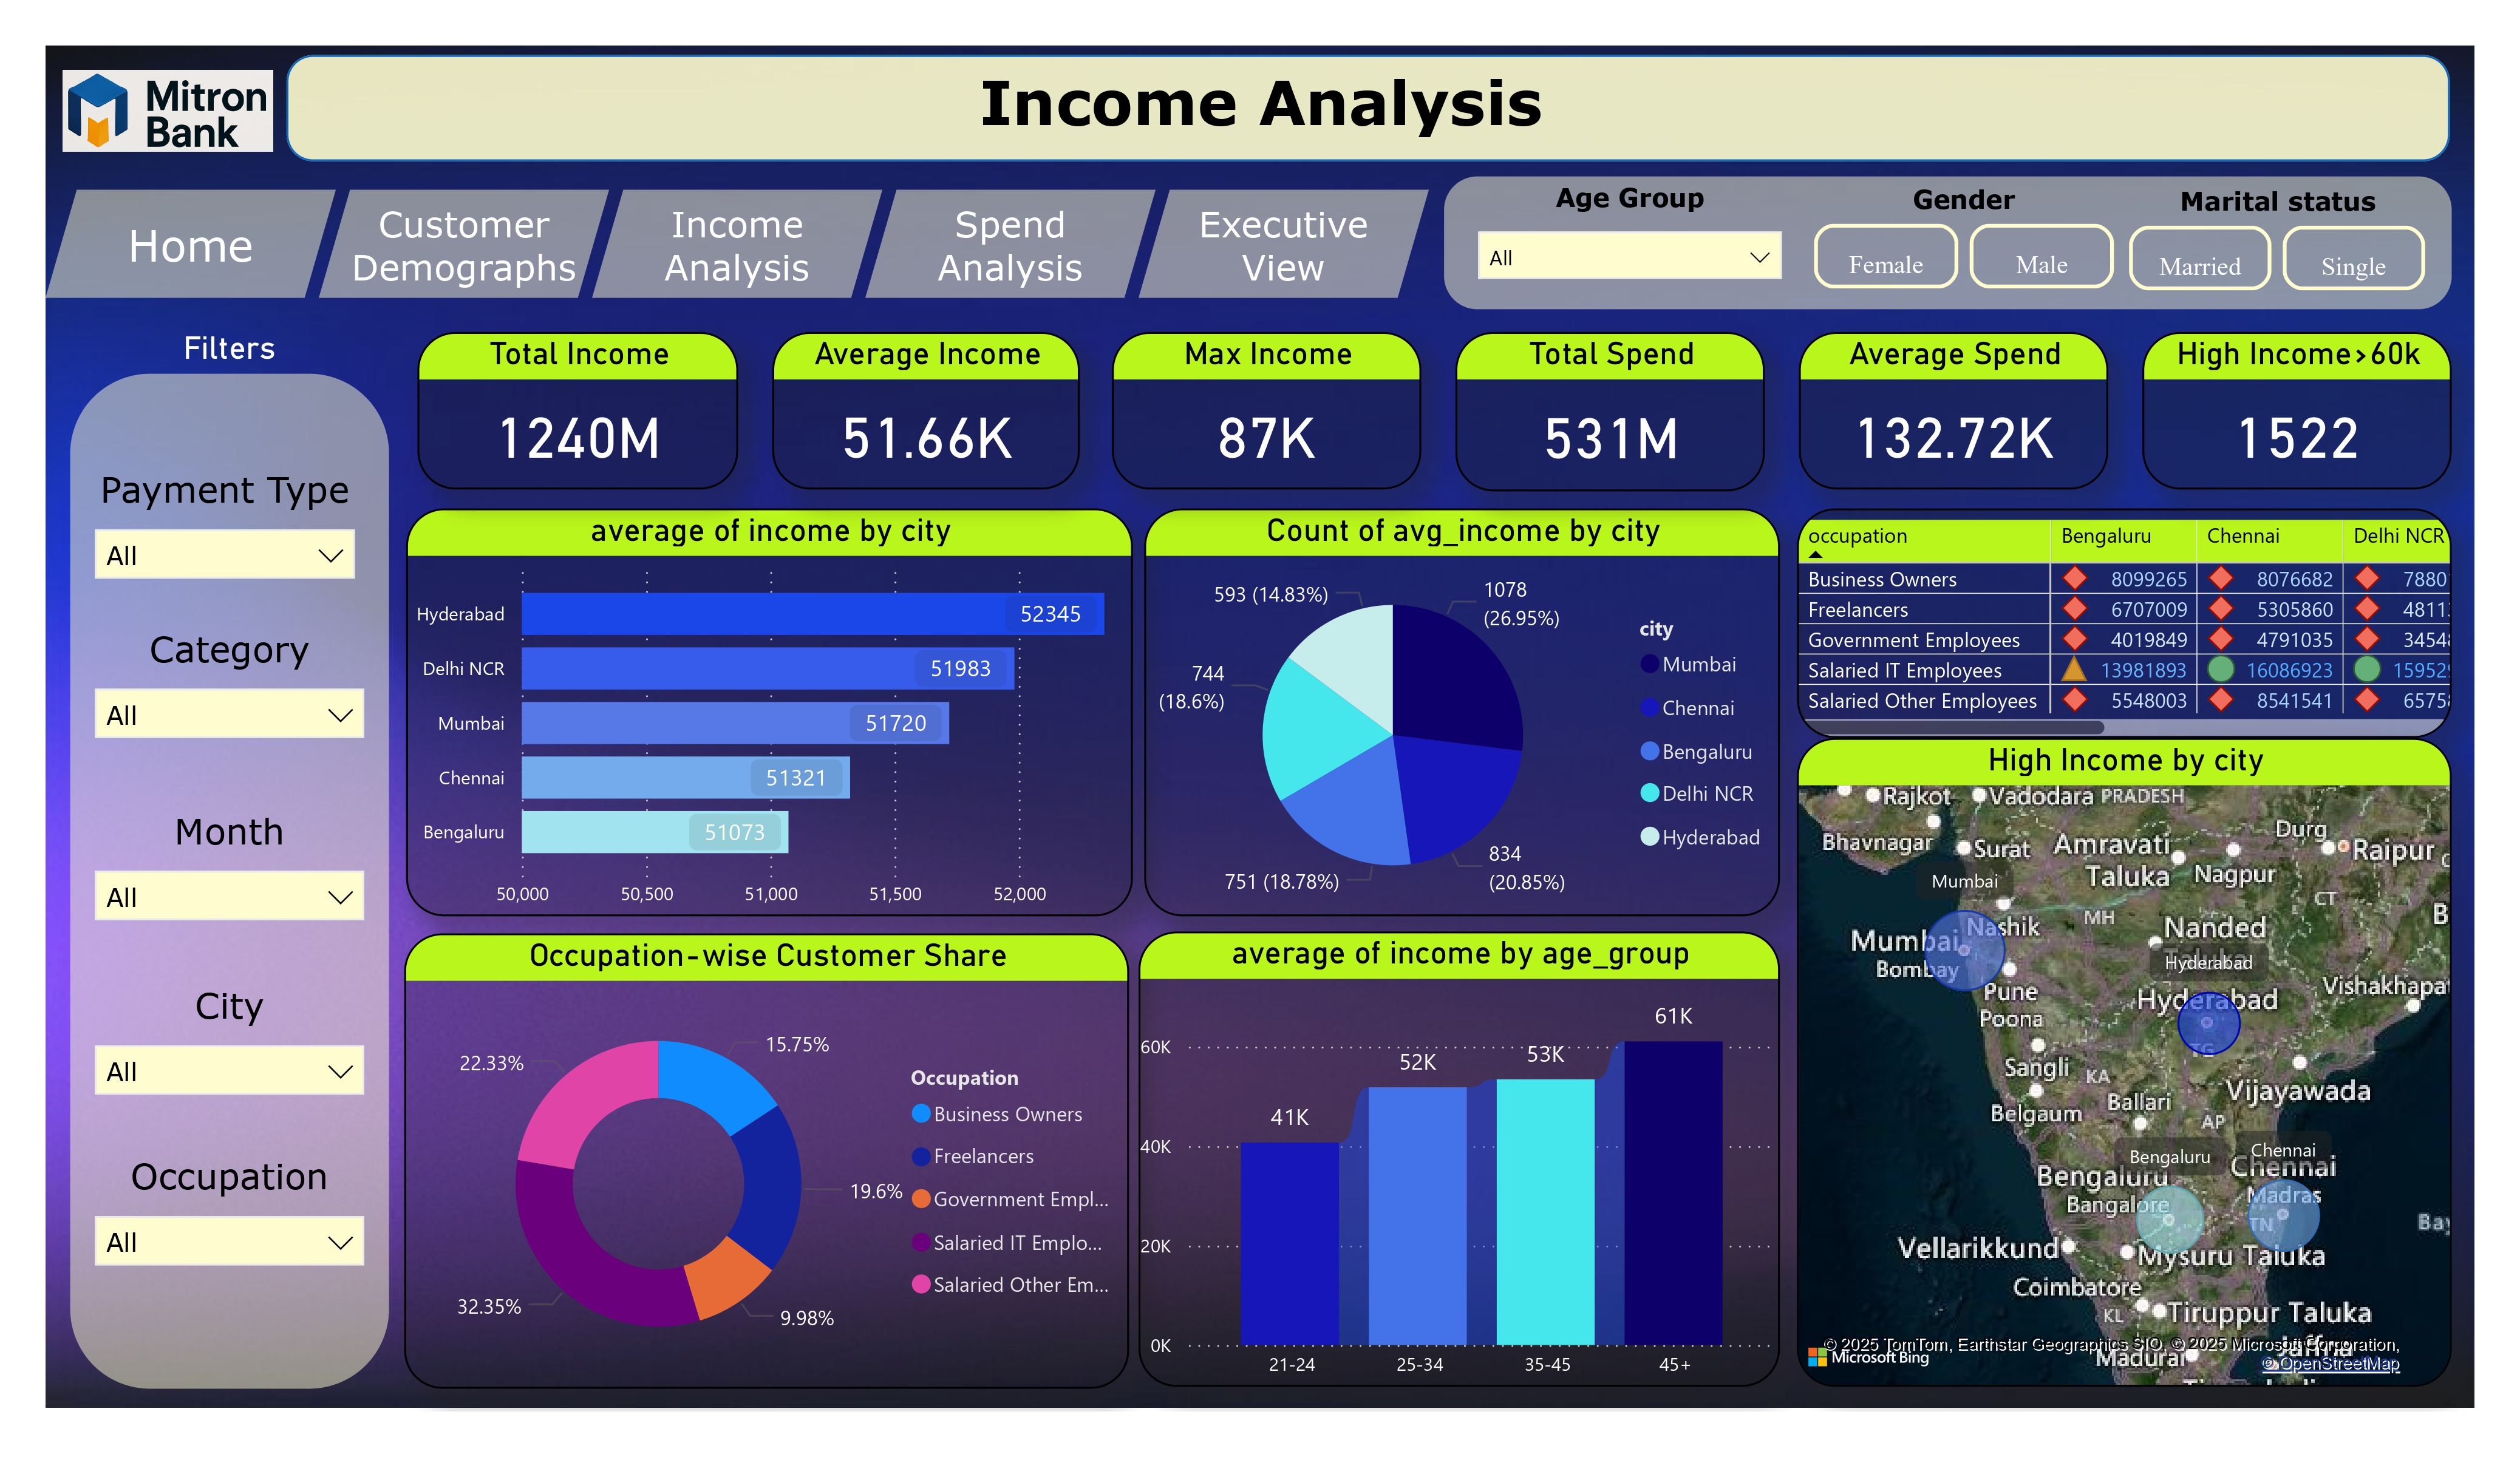 Mitron
Bank
Income Analysis
Home
Customer
Demographs
Income
Analysis
Spend
Analysis
Executive
View
Age Group
All
Gender
Female
Male
Marital status
Married
Single
Filters
Payment Type
All
Category
All
Month
All
City
All
Occupation
All
Total Income
1240M
Average Income
51.66K
Max Income
87K
Total Spend
531M
Average Spend
132.72K
High Income>60k
1522
average of income by city
Hyderabad 52345
Delhi NCR 51983
Mumbai 51720
Chennai 51321
Bengaluru 51073
50,000 50,500 51,000 51,500 52,000
Count of avg_income by city
593 (14.83%)
1078
(26.95%)
744
(18.6%)
751 (18.78%)
834
(20.85%)
city
Mumbai
Chennai
Bengaluru
Delhi NCR
Hyderabad
occupation Bengaluru Chennai Delhi NCR
Business Owners 8099265 8076682 7880
Freelancers 6707009 5305860 4811
Government Employees 4019849 4791035 3454
Salaried IT Employees 13981893 16086923 15952
Salaried Other Employees 5548003 8541541 6575
Occupation-wise Customer Share
22.33%
15.75%
19.6%
32.35%
9.98%
Occupation
Business Owners
Freelancers
Government Empl...
Salaried IT Emplo...
Salaried Other Em...
average of income by age_group
60K
40K
20K
0K
41K
52K
53K
61K
21-24 25-34 35-45 45+
High Income by city
Rajkot
Vadodara
PRADESH
Bhavnagar
Surat
Amravati
Taluka
Nagpur
Durg
Raipur
CT
Mumbai
MH
Nashik
Mumbai
Bombay
Nanded
Hyderabad
Pune
Poona
Hyderabad
TG
Vishakhapa
Sangli
KA
Belgaum
Ballari
Vijayawada
AP
Bengaluru
Chennai
Bengaluru
Bangalore
Chennai
Madras
TN
Bay
Vellarikkund
Mysuru Taluka
Coimbatore
KL
Tiruppur Taluka
Madurai
Jaffna
© 2025 TomTom, Earthstar Geographics SIO, © 2025 Microsoft Corporation,
Microsoft Bing
© OpenStreetMap